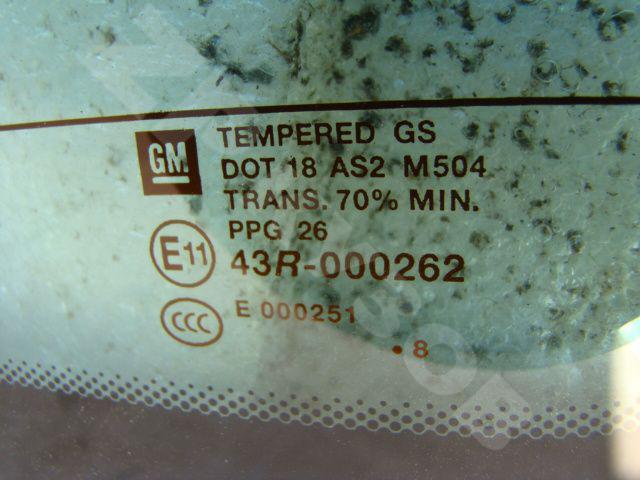 GM
TEMPERED GS
DOT 18 AS2 M504
TRANS. 70% MIN.
PPG 26
E11
43R-000262
CCC
E 000251
. 8